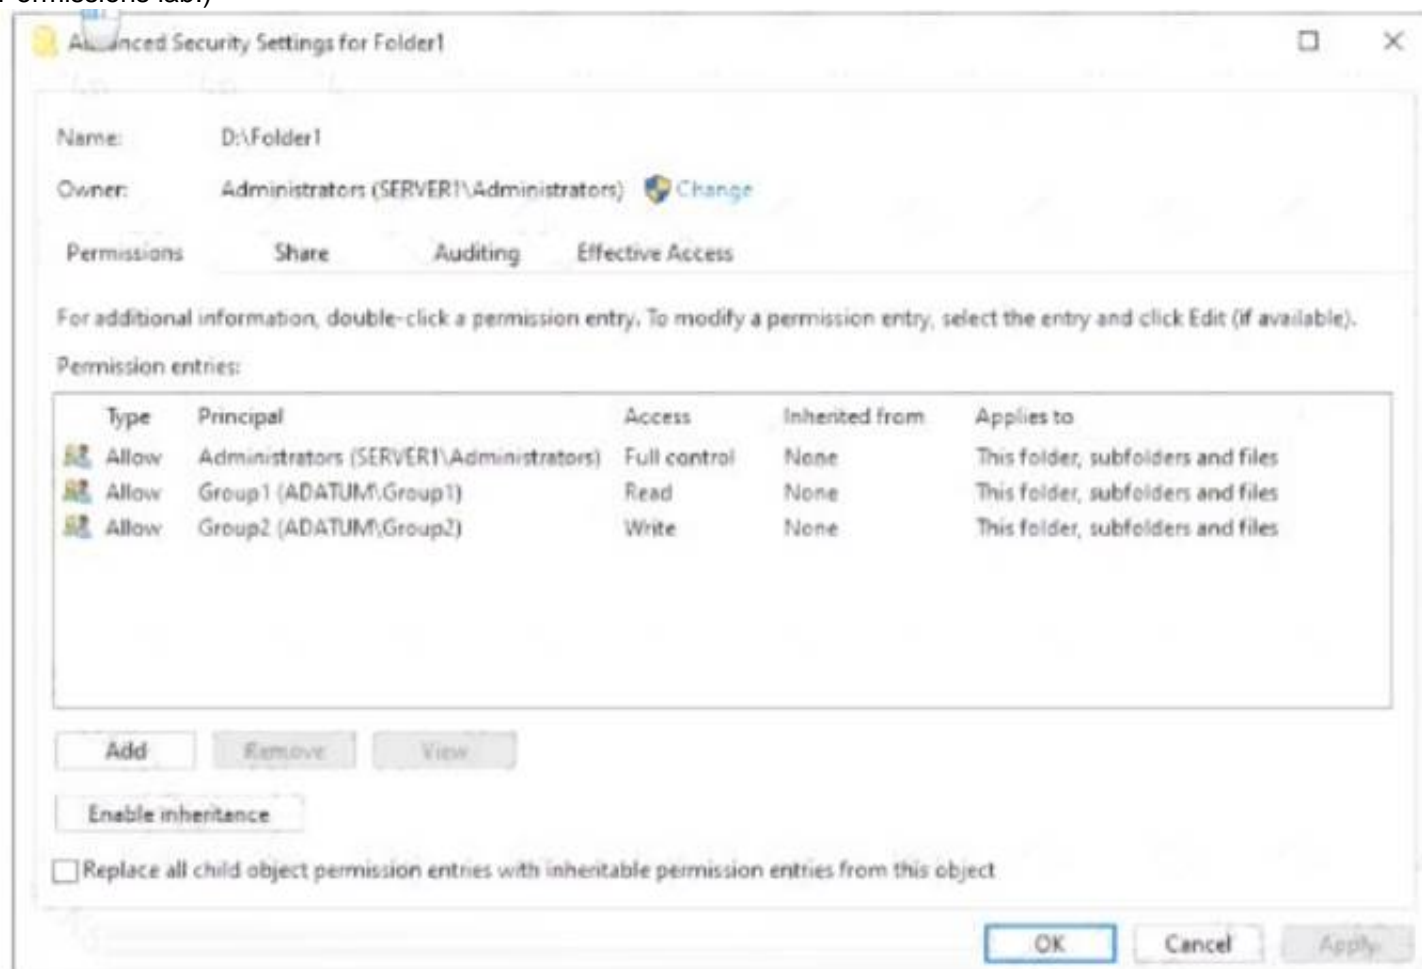 Permissions lab.)
Advanced Security Settings for Folder1
Name: D:\Folder1
Owner: Administrators (SERVER1\Administrators) Change
Permissions Share Auditing Effective Access
For additional information, double-click a permission entry. To modify a permission entry, select the entry and click Edit (if available).
Permission entries:
Type Principal Access Inherited from Applies to
Allow Administrators (SERVER1\Administrators) Full control None This folder, subfolders and files
Allow Group1 (ADATUM\Group1) Read None This folder, subfolders and files
Allow Group2 (ADATUM\Group2) Write None This folder, subfolders and files
Add Remove View
Enable inheritance
Replace all child object permission entries with inheritable permission entries from this object
OK Cancel Apply